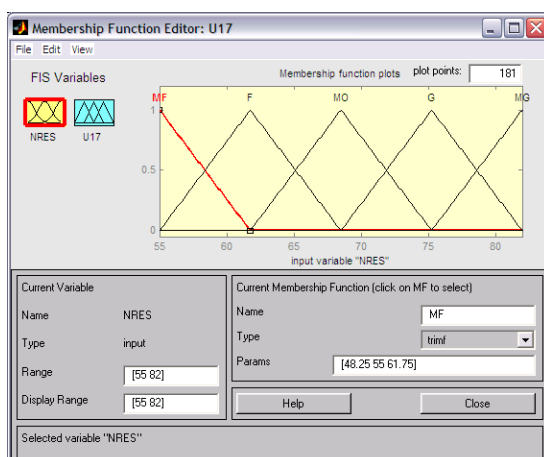 Membership Function Editor: U17
File Edit View
FIS Variables
Membership function plots
plot points:
181
NRES
U17
MF
F
MO
G
MG
1
0.5
0
55
60
65
70
75
80
input variable "NRES"
Current Variable
Name
NRES
Type
input
Range
[55 82]
Display Range
[55 82]
Current Membership Function (click on MF to select)
Name
MF
Type
trimf
Params
[48.25 55 61.75]
Help
Close
Selected variable "NRES"